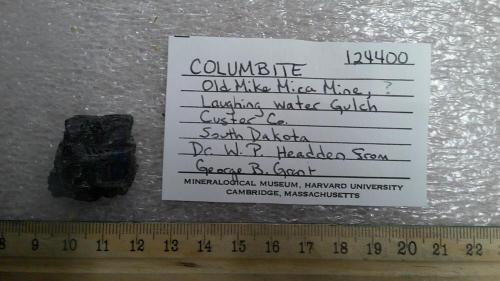 124400
COLUMBITE
Old Mike Mica Mine, ?
Laughing Water Gulch
Custer Co.
South Dakota
Dr. W. P. Headden from
George B. Grant
MINERALOGICAL MUSEUM, HARVARD UNIVERSITY
CAMBRIDGE, MASSACHUSETTS
8 9 10 11 12 13 14 15 16 17 18 19 20 21 22